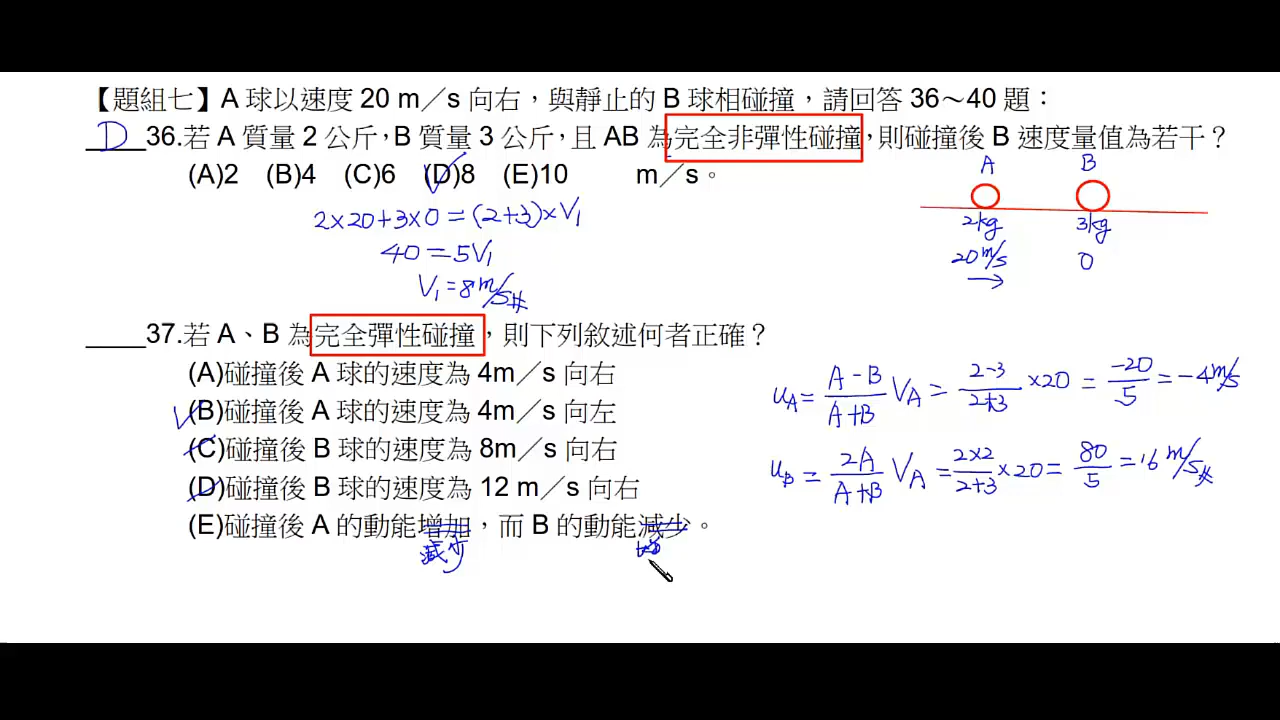 【題組七】A 球以速度 20 m／s 向右，與靜止的 B 球相碰撞，請回答 36～40 題：
D 36.若 A 質量 2 公斤，B 質量 3 公斤，且 AB 為完全非彈性碰撞，則碰撞後 B 速度量值為若干？
(A)2 (B)4 (C)6 (D)8 (E)10 m／s。
A B
2kg 3kg
20 m/s 0
2×20+3×0=(2+3)×V₁
40=5V₁
V₁=8 m/s #
37.若 A、B 為完全彈性碰撞，則下列敘述何者正確？
(A)碰撞後 A 球的速度為 4m／s 向右
(B)碰撞後 A 球的速度為 4m／s 向左
(C)碰撞後 B 球的速度為 8m／s 向右
(D)碰撞後 B 球的速度為 12 m／s 向右
(E)碰撞後 A 的動能增加，而 B 的動能減少。
減少
u_A = (A-B)/(A+B) V_A = (2-3)/(2+3) ×20 = -20/5 = -4 m/s
u_B = 2A/(A+B) V_A = 2×2/(2+3) ×20 = 80/5 = 16 m/s #